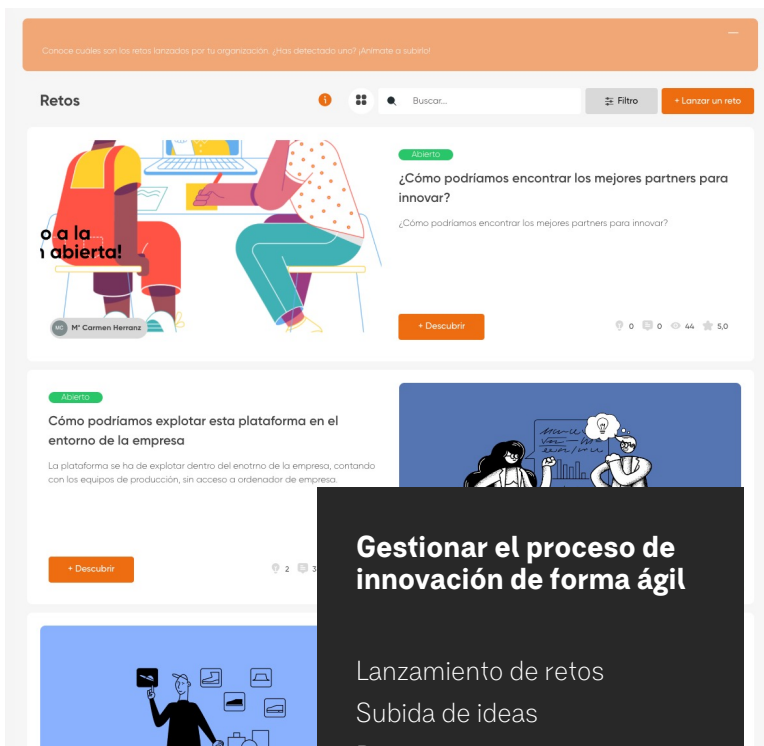 Conoce cuáles son los retos lanzados por tu organización. ¿Has detectado uno? ¡Anímate a subirlo!
Retos
i
Buscar...
Filtro
+ Lanzar un reto
o a la
n abierta!
MC
Mª Carmen Herranz
Abierto
¿Cómo podríamos encontrar los mejores partners para
innovar?
¿Cómo podríamos encontrar los mejores partners para innovar?
+ Descubrir
0 0 44 5,0
Abierto
Cómo podríamos explotar esta plataforma en el
entorno de la empresa
La plataforma se ha de explotar dentro del enotrno de la empresa, contando
con los equipos de producción, sin acceso a ordenador de empresa.
+ Descubrir
2 3
Gestionar el proceso de
innovación de forma ágil
Lanzamiento de retos
Subida de ideas